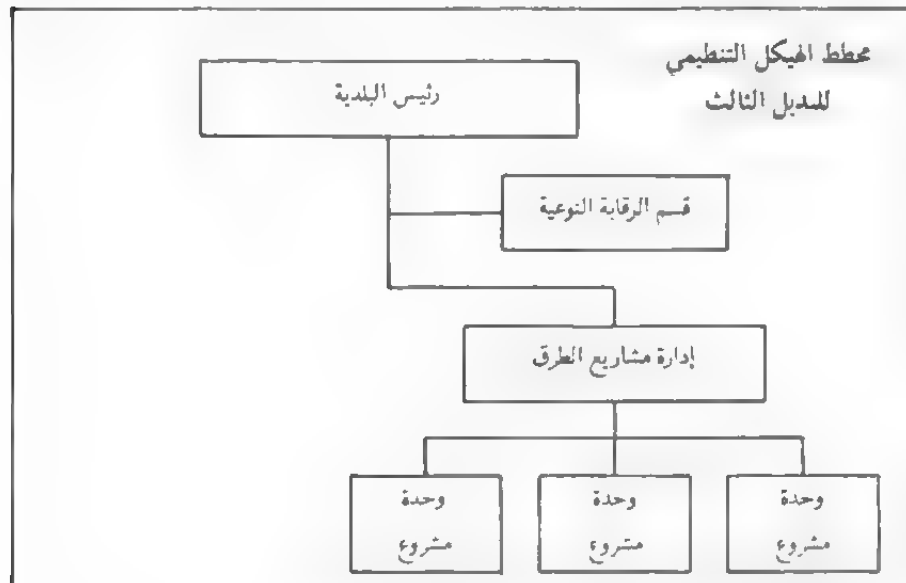 مخطط الهيكل التنظيمي
للبديل الثالث
رئيس البلدية
قسم الرقابة النوعية
إدارة مشاريع الطرق
وحدة
مشروع
وحدة
مشروع
وحدة
مشروع